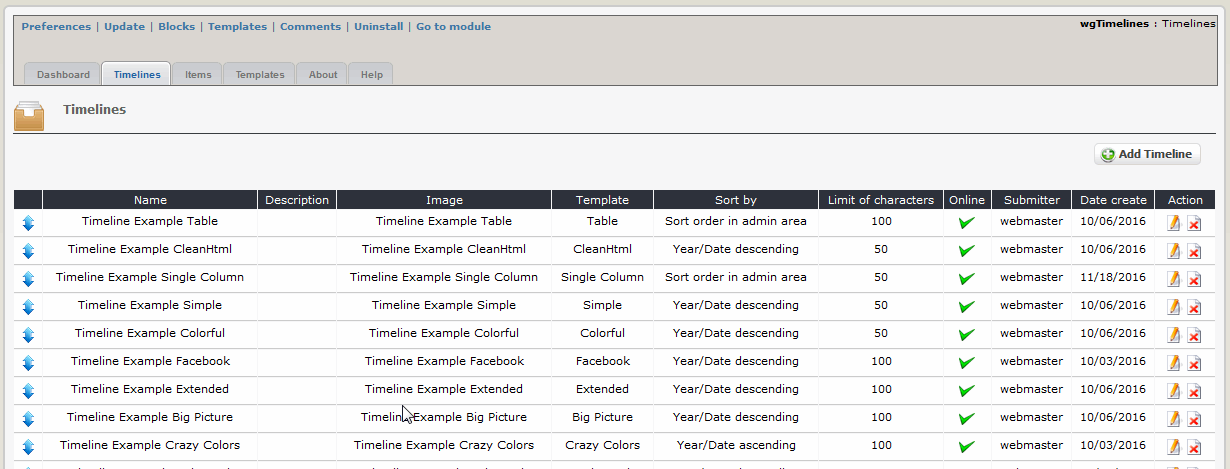 Preferences | Update | Blocks | Templates | Comments | Uninstall | Go to module
wgTimelines : Timelines
Dashboard Timelines Items Templates About Help
Timelines
Add Timeline
Name Description Image Template Sort by Limit of characters Online Submitter Date create Action
Timeline Example Table Timeline Example Table Table Sort order in admin area 100 webmaster 10/06/2016
Timeline Example CleanHtml Timeline Example CleanHtml CleanHtml Year/Date descending 50 webmaster 10/06/2016
Timeline Example Single Column Timeline Example Single Column Single Column Sort order in admin area 50 webmaster 11/18/2016
Timeline Example Simple Timeline Example Simple Simple Year/Date descending 50 webmaster 10/06/2016
Timeline Example Colorful Timeline Example Colorful Colorful Year/Date descending 50 webmaster 10/06/2016
Timeline Example Facebook Timeline Example Facebook Facebook Year/Date descending 100 webmaster 10/03/2016
Timeline Example Extended Timeline Example Extended Extended Year/Date descending 100 webmaster 10/06/2016
Timeline Example Big Picture Timeline Example Big Picture Big Picture Year/Date descending 100 webmaster 10/06/2016
Timeline Example Crazy Colors Timeline Example Crazy Colors Crazy Colors Year/Date ascending 100 webmaster 10/03/2016